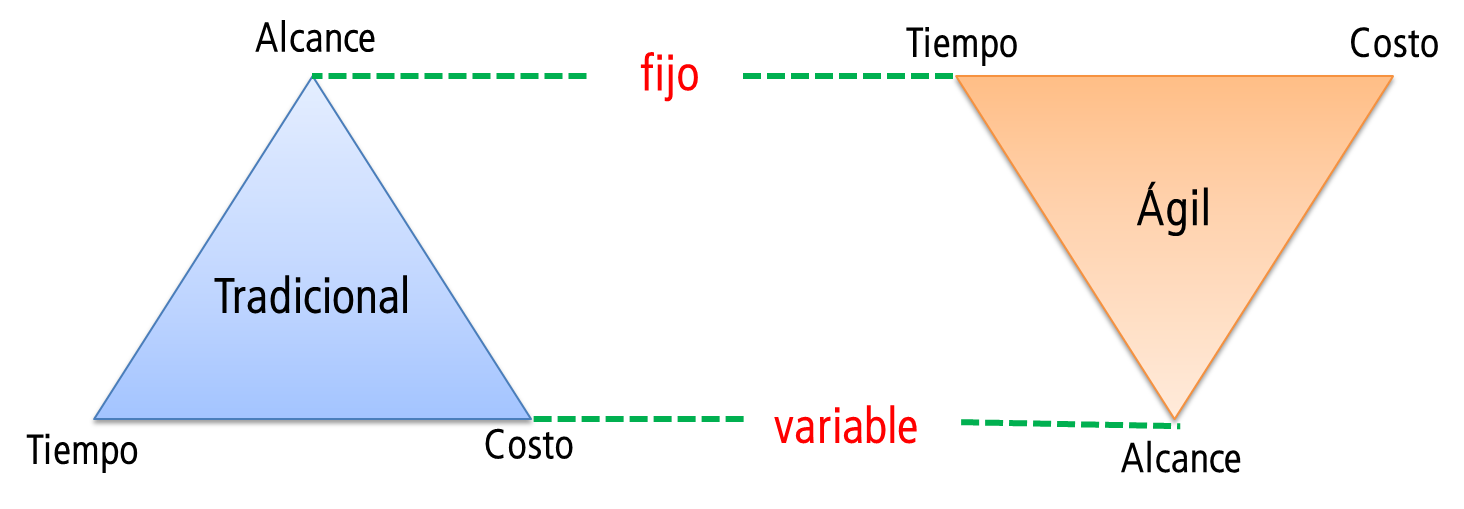 Alcance
fijo
Tiempo
Costo
Tradicional
Ágil
Tiempo
Costo
variable
Alcance